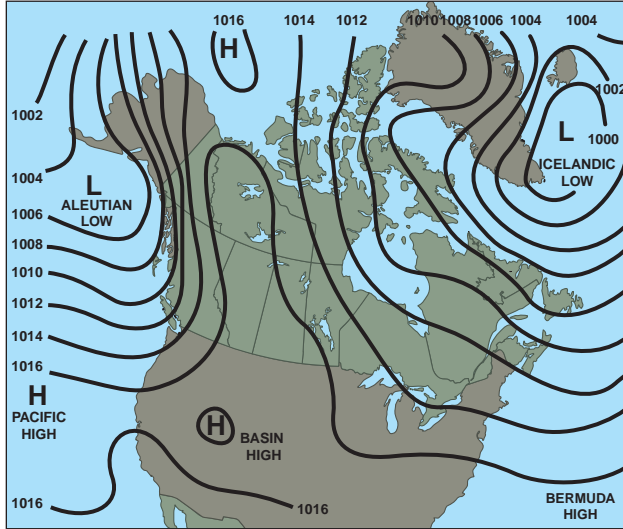 1016
1014
1012
1010
1008
1006
1004
1004
H
1002
1002
L
1000
ICELANDIC
LOW
1004
L
ALEUTIAN
LOW
1006
1008
1010
1012
1014
1016
H
PACIFIC
HIGH
H
BASIN
HIGH
1016
1016
BERMUDA
HIGH